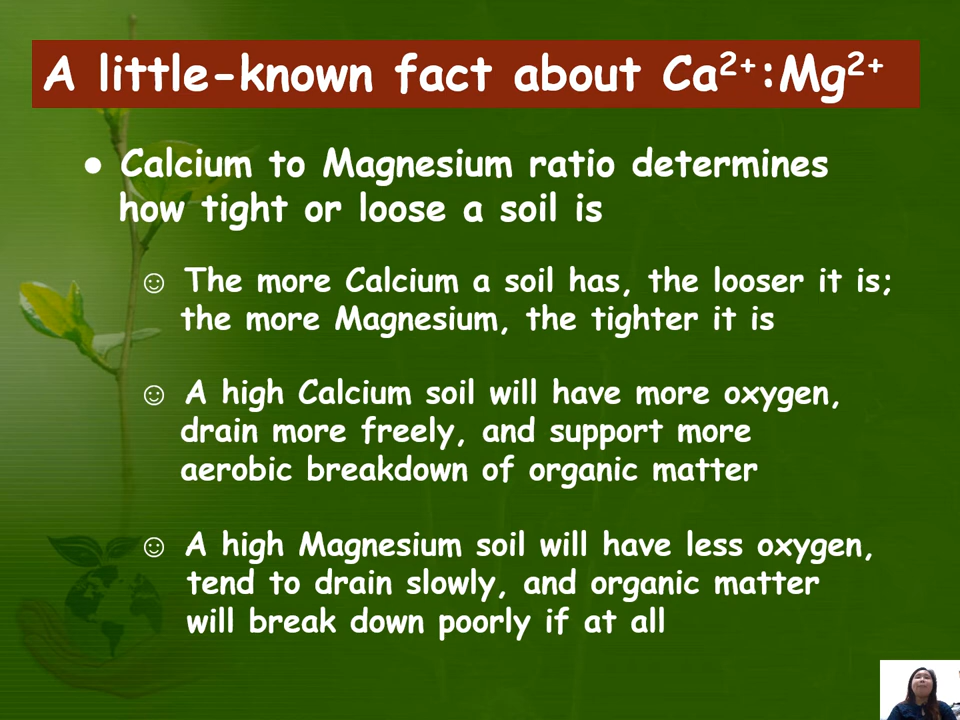 A little-known fact about Ca²⁺:Mg²⁺
● Calcium to Magnesium ratio determines
how tight or loose a soil is
☺ The more Calcium a soil has, the looser it is;
the more Magnesium, the tighter it is
☺ A high Calcium soil will have more oxygen,
drain more freely, and support more
aerobic breakdown of organic matter
☺ A high Magnesium soil will have less oxygen,
tend to drain slowly, and organic matter
will break down poorly if at all